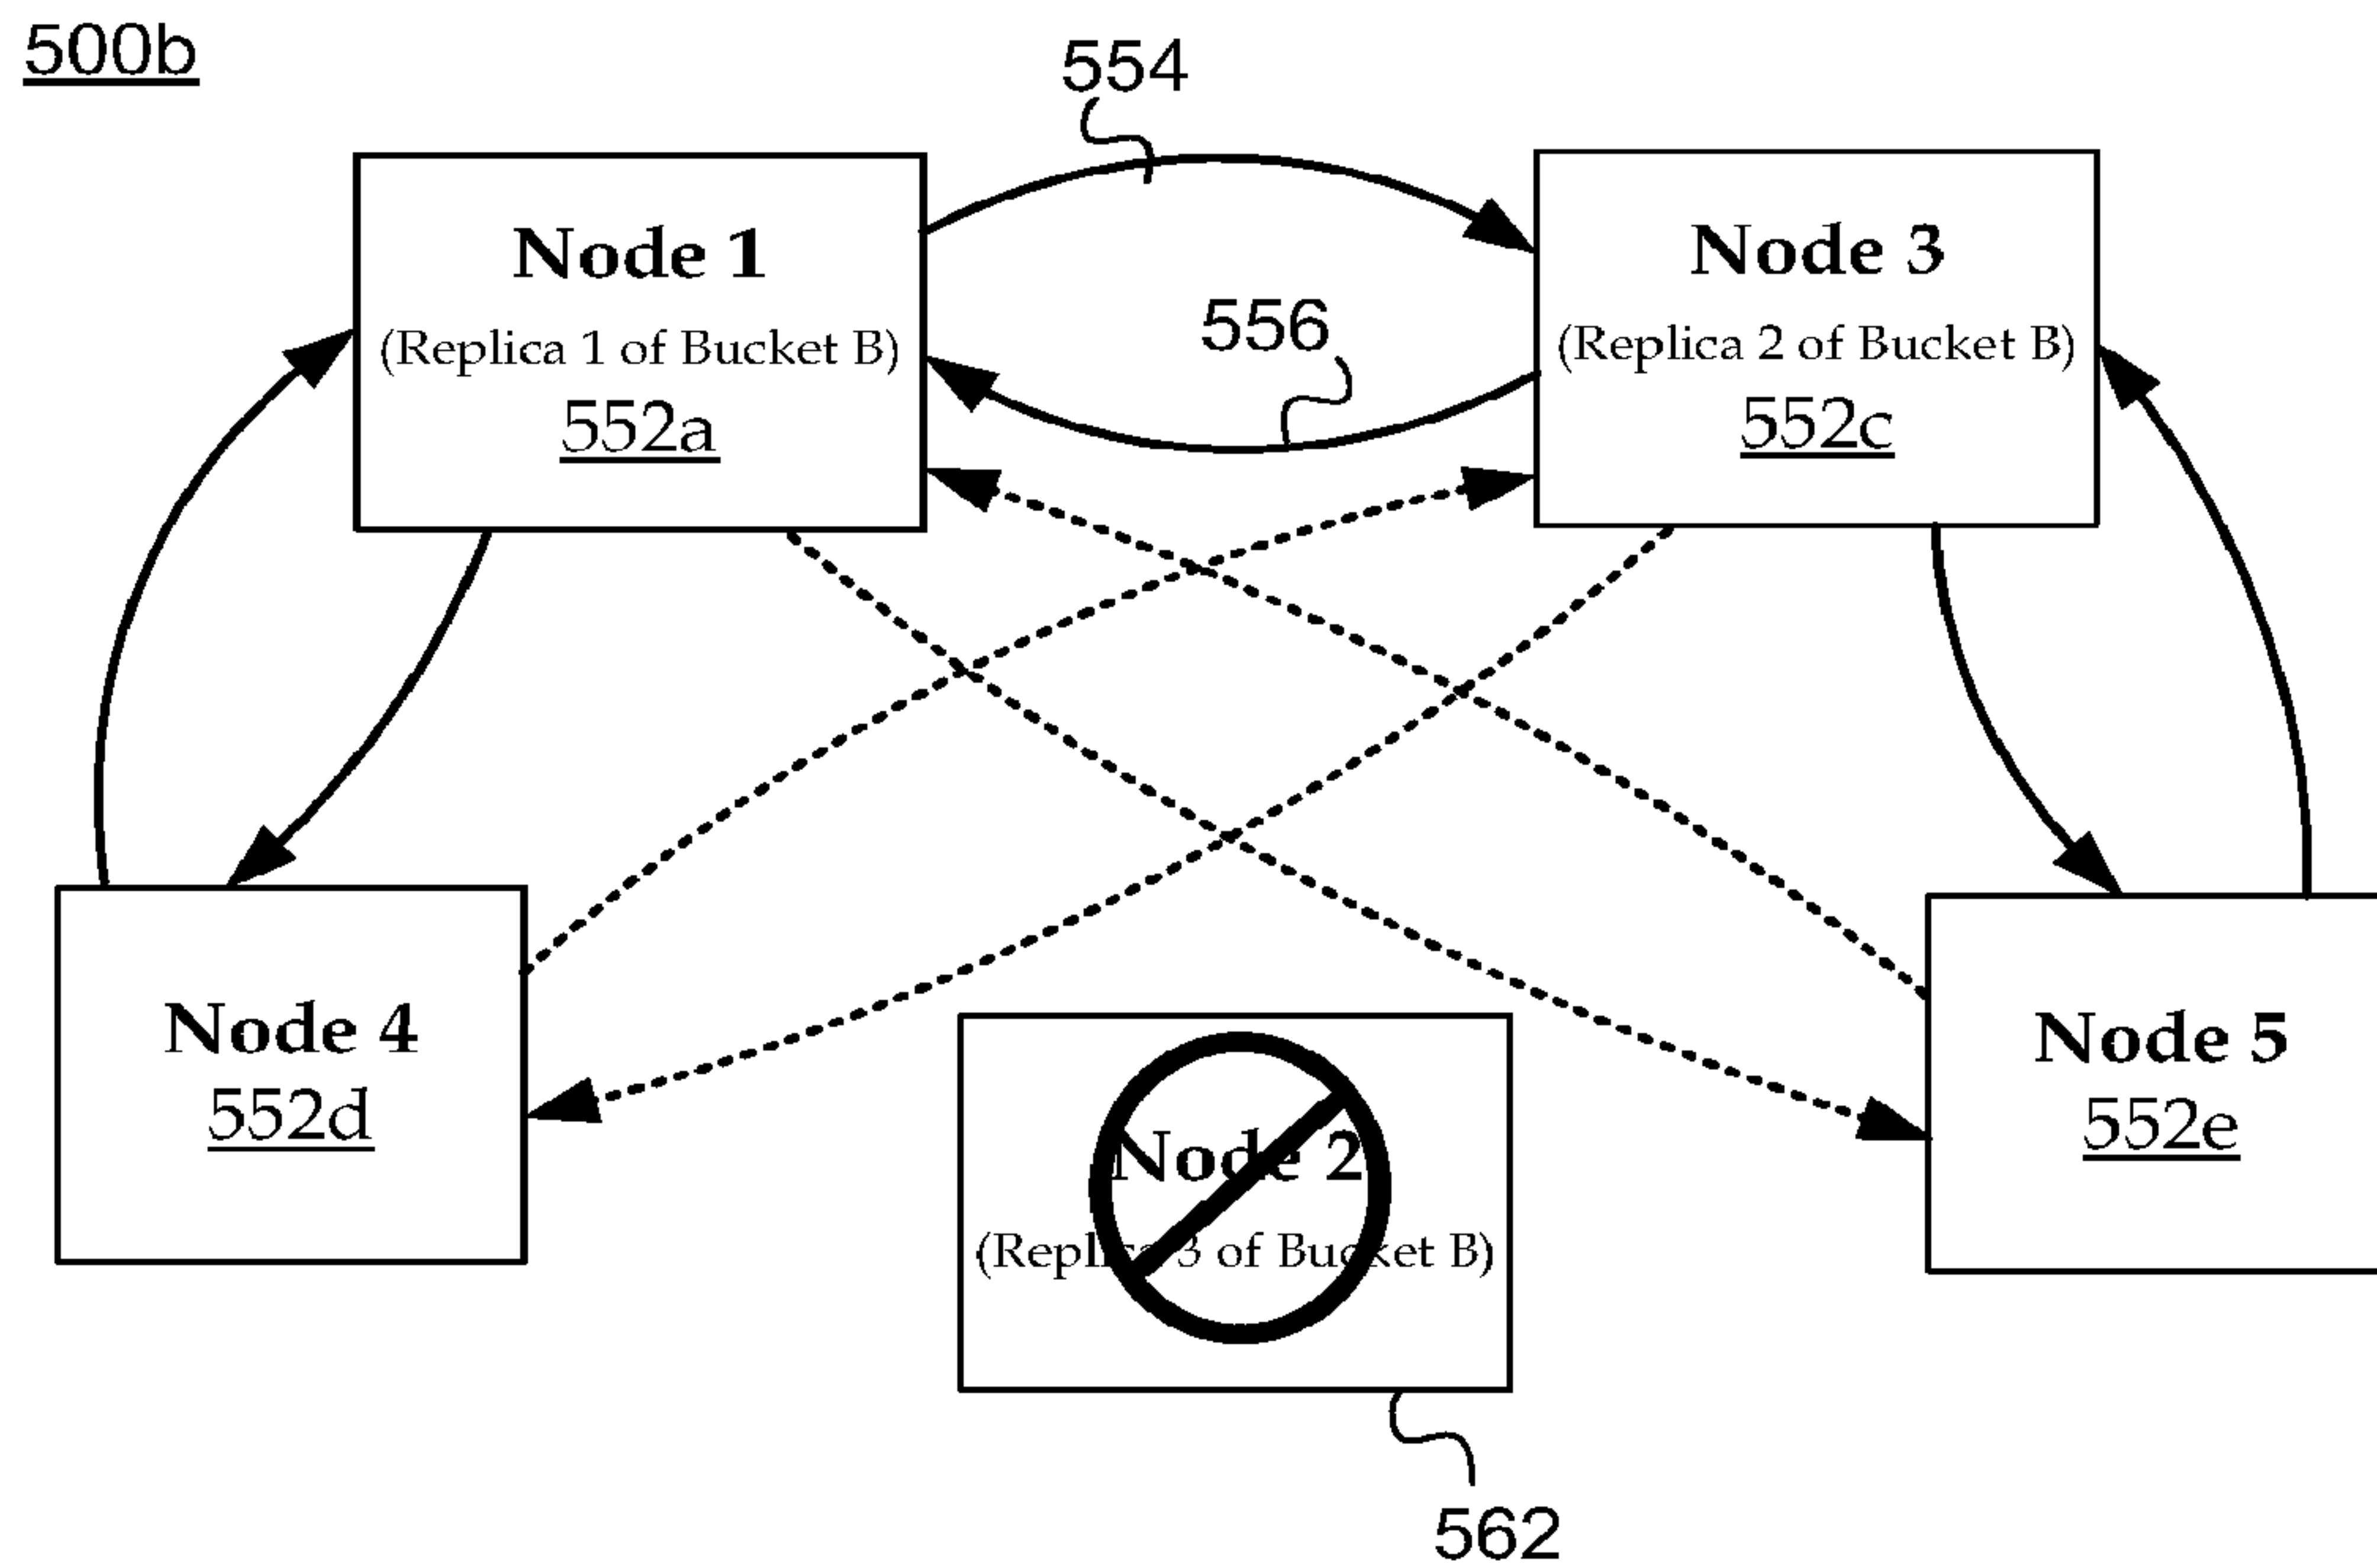 500b
554
Node 1
(Replica 1 of Bucket B)
552a
556
Node 3
(Replica 2 of Bucket B)
552c
Node 4
552d
Node 2
(Replica 3 of Bucket B)
Node 5
552e
562